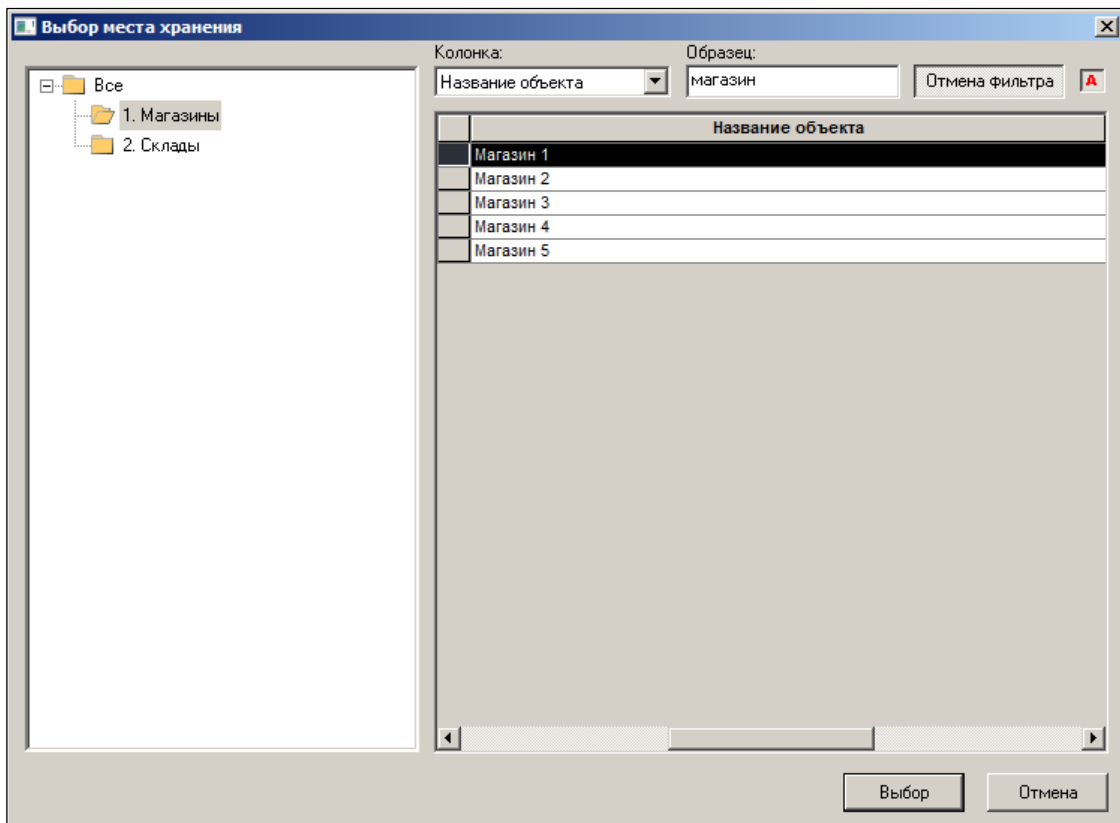 Выбор места хранения
Все
1. Магазины
2. Склады
Колонка:
Образец:
Название объекта
магазин
Отмена фильтра
A
Название объекта
Магазин 1
Магазин 2
Магазин 3
Магазин 4
Магазин 5
Выбор
Отмена